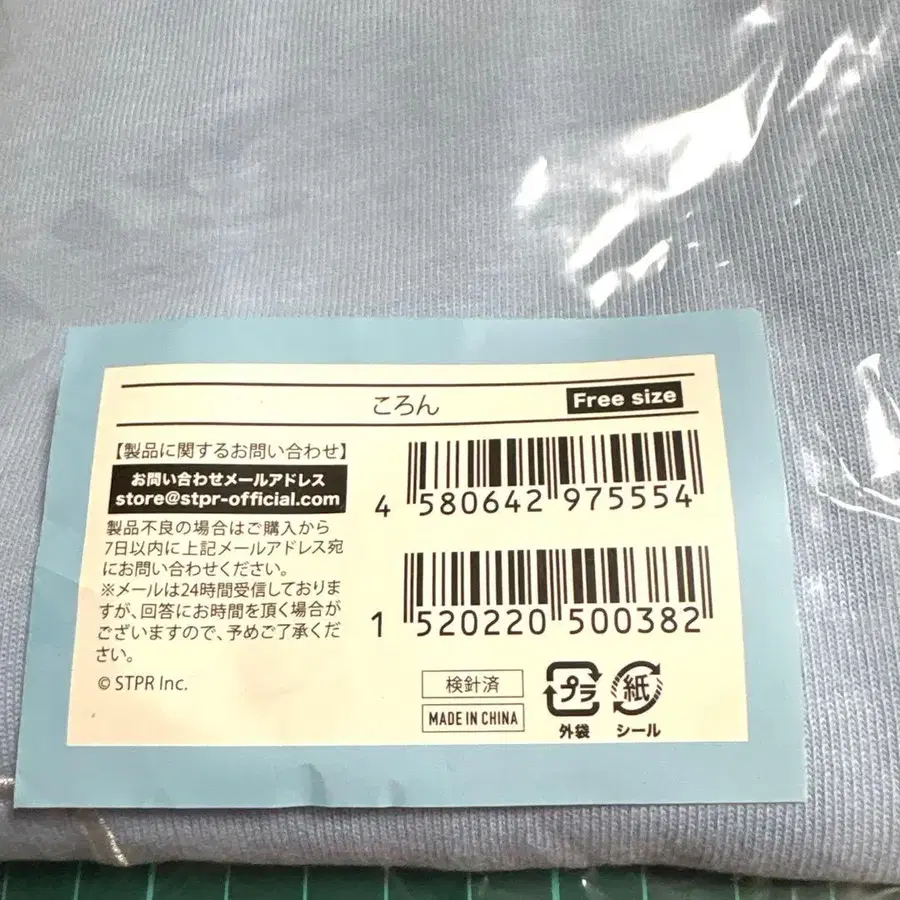 ころん
Free size
【製品に関するお問い合わせ】
お問い合わせメールアドレス
store@stpr-official.com
製品不良の場合はご購入から
7日以内に上記メールアドレス宛
にお問い合わせください。
※メールは24時間受信しておりま
すが、回答にお時間を頂く場合が
ございますので、予めご了承くださ
い。
© STPR Inc.
4 580642 975554
1 520220 500382
検針済
MADE IN CHINA
プラ
外袋
紙
シール